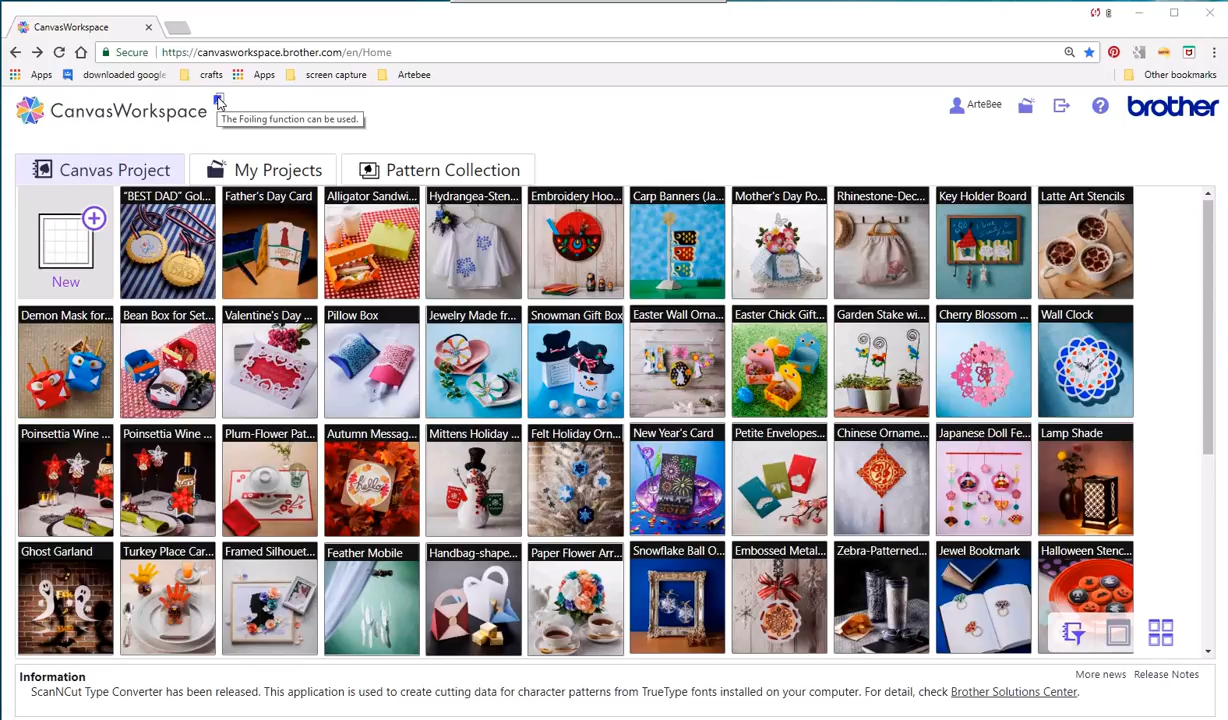 CanvasWorkspace
Secure | https://canvasworkspace.brother.com/en/Home
Apps downloaded google crafts Apps screen capture Artebee Other bookmarks
CanvasWorkspace
The Foiling function can be used.
ArteBee
brother
Canvas Project My Projects Pattern Collection
New
"BEST DAD" Gol... Father's Day Card Alligator Sandwi... Hydrangea-Sten... Embroidery Hoo... Carp Banners (Ja... Mother's Day Po... Rhinestone-Dec... Key Holder Board Latte Art Stencils
Demon Mask for... Bean Box for Set... Valentine's Day ... Pillow Box Jewelry Made fr... Snowman Gift Box Easter Wall Orna... Easter Chick Gift... Garden Stake wi... Cherry Blossom ... Wall Clock
Poinsettia Wine ... Poinsettia Wine ... Plum-Flower Pat... Autumn Messag... Mittens Holiday ... Felt Holiday Orn... New Year's Card Petite Envelopes... Chinese Orname... Japanese Doll Fe... Lamp Shade
hello
Ghost Garland Turkey Place Car... Framed Silhouet... Feather Mobile Handbag-shape... Paper Flower Arr... Snowflake Ball O... Embossed Metal... Zebra-Patterned... Jewel Bookmark Halloween Stenc...
Information
More news Release Notes
ScanNCut Type Converter has been released. This application is used to create cutting data for character patterns from TrueType fonts installed on your computer. For detail, check Brother Solutions Center.